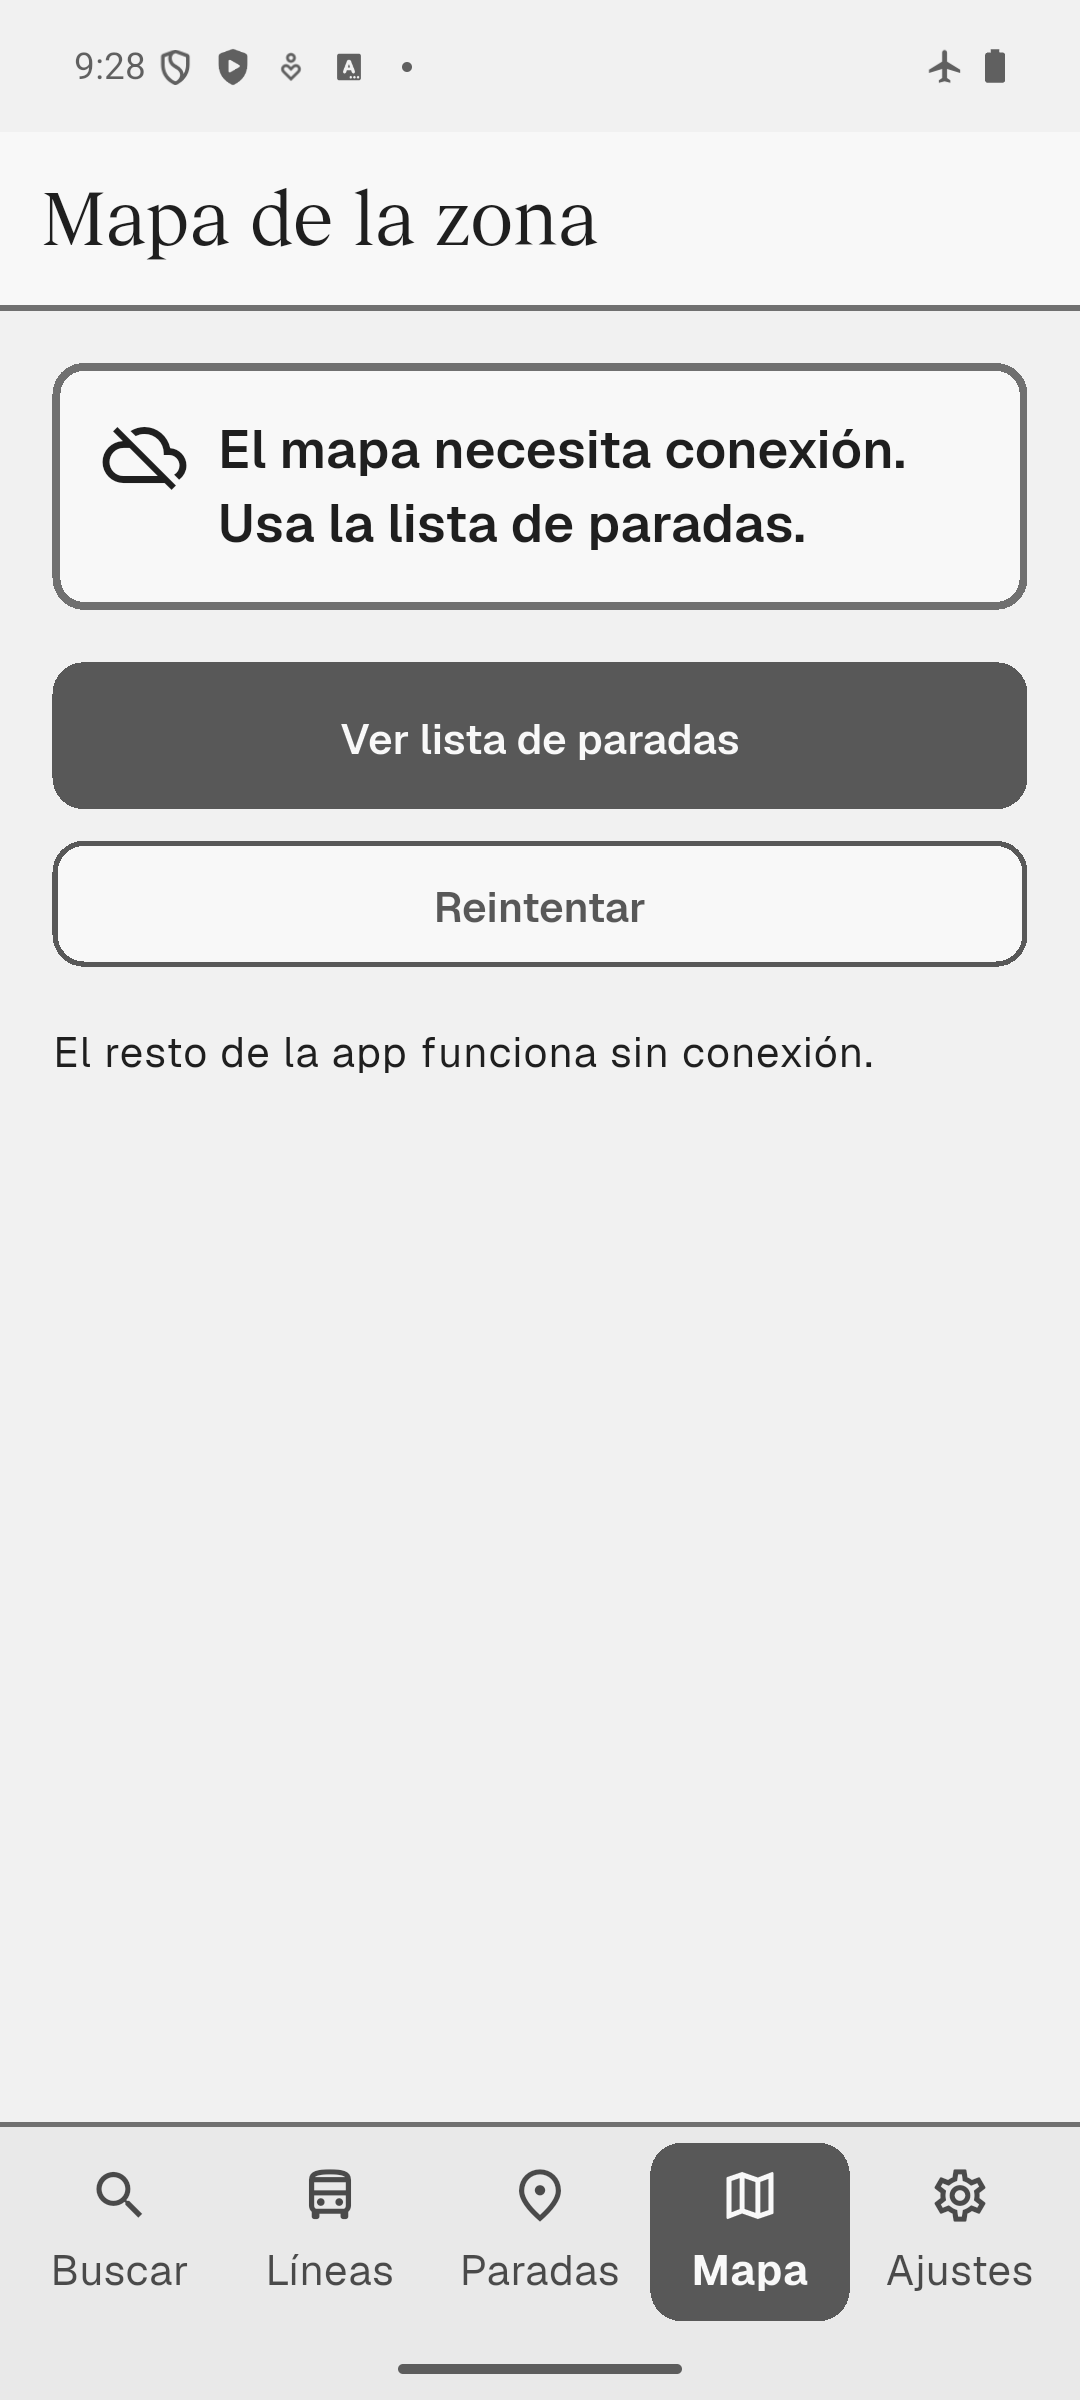 9:28
Mapa de la zona
El mapa necesita conexión.
Usa la lista de paradas.
Ver lista de paradas
Reintentar
El resto de la app funciona sin conexión.
Buscar
Líneas
Paradas
Mapa
Ajustes